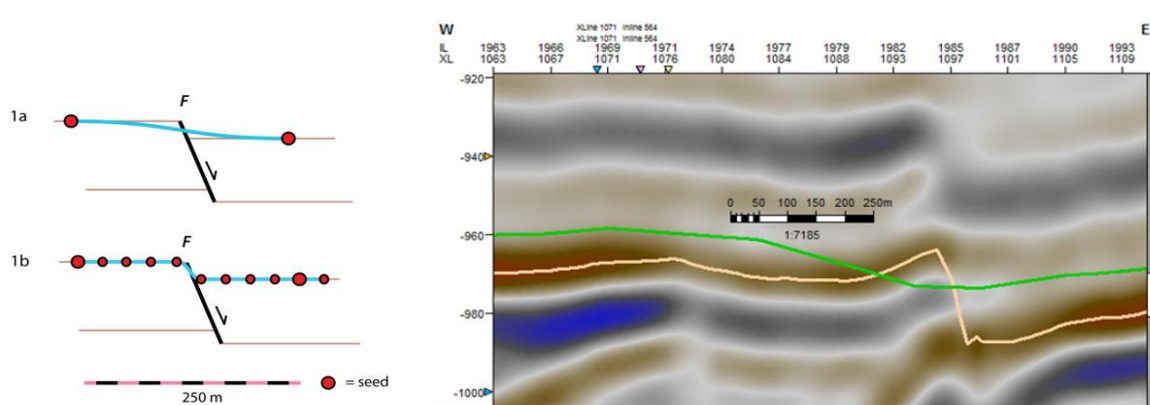 1a
F
1b
F
= seed
250 m
W
E
XLine 1071 Inline 564
XLine 1071 Inline 564
IL 1963 1966 1969 1971 1974 1977 1979 1982 1985 1987 1990 1993
XL 1063 1067 1071 1076 1080 1084 1088 1093 1097 1101 1105 1109
-920
-940
0 50 100 150 200 250m
1:7185
-960
-980
-1000